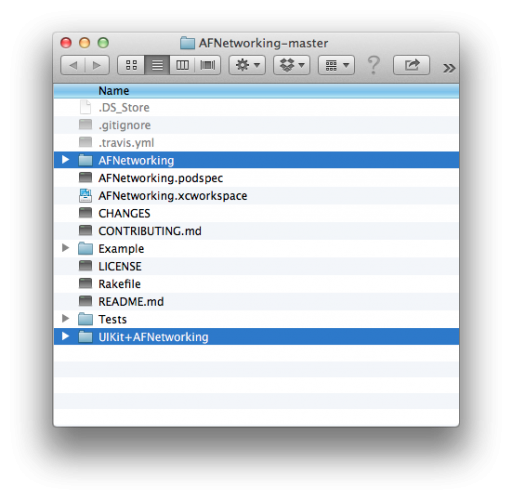 AFNetworking-master
Name
.DS_Store
.gitignore
.travis.yml
AFNetworking
AFNetworking.podspec
AFNetworking.xcworkspace
CHANGES
CONTRIBUTING.md
Example
LICENSE
Rakefile
README.md
Tests
UIKit+AFNetworking